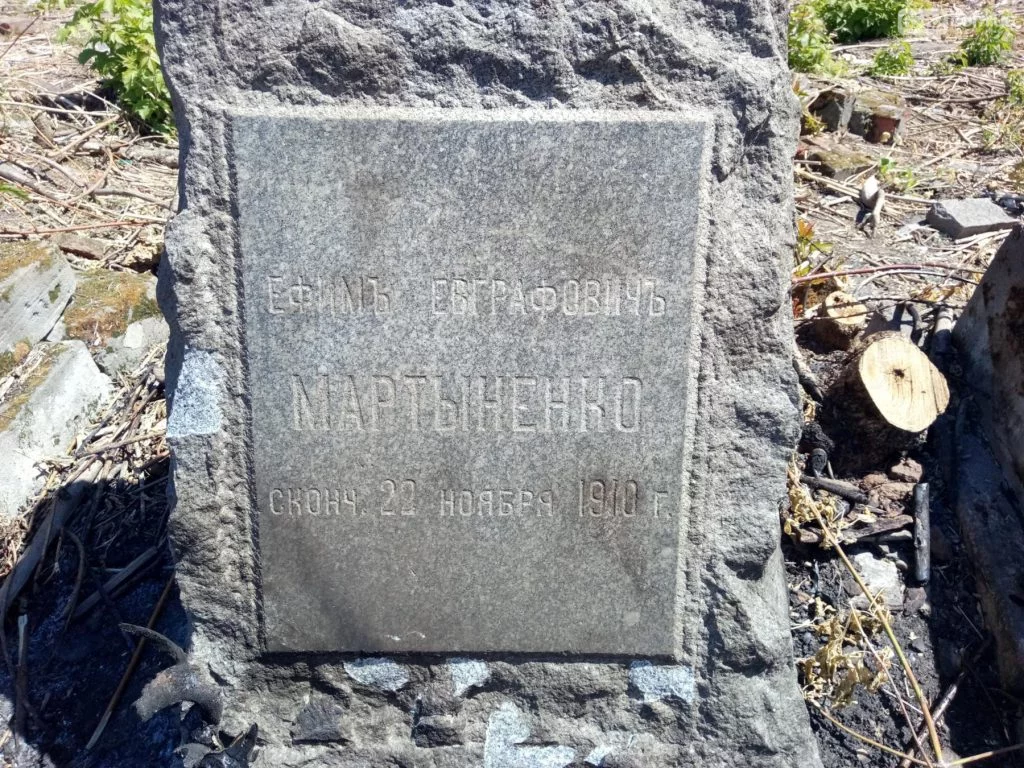 ЕФИМЪ ЕВГРАФОВИЧЪ
МАРТЫНЕНКО
СКОНЧ. 22 НОЯБРЯ 1910 Г.